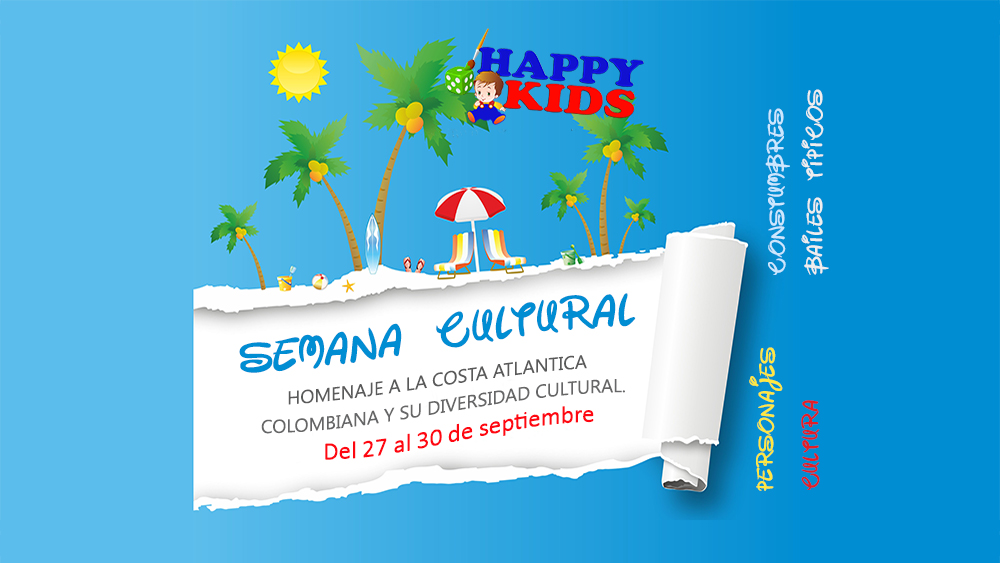 HAPPY
KIDS
SEMANA CULTURAL
HOMENAJE A LA COSTA ATLANTICA
COLOMBIANA Y SU DIVERSIDAD CULTURAL.
Del 27 al 30 de septiembre
CONSTUMBRES
BAILES TIPICOS
PERSONAJES
CULTURA